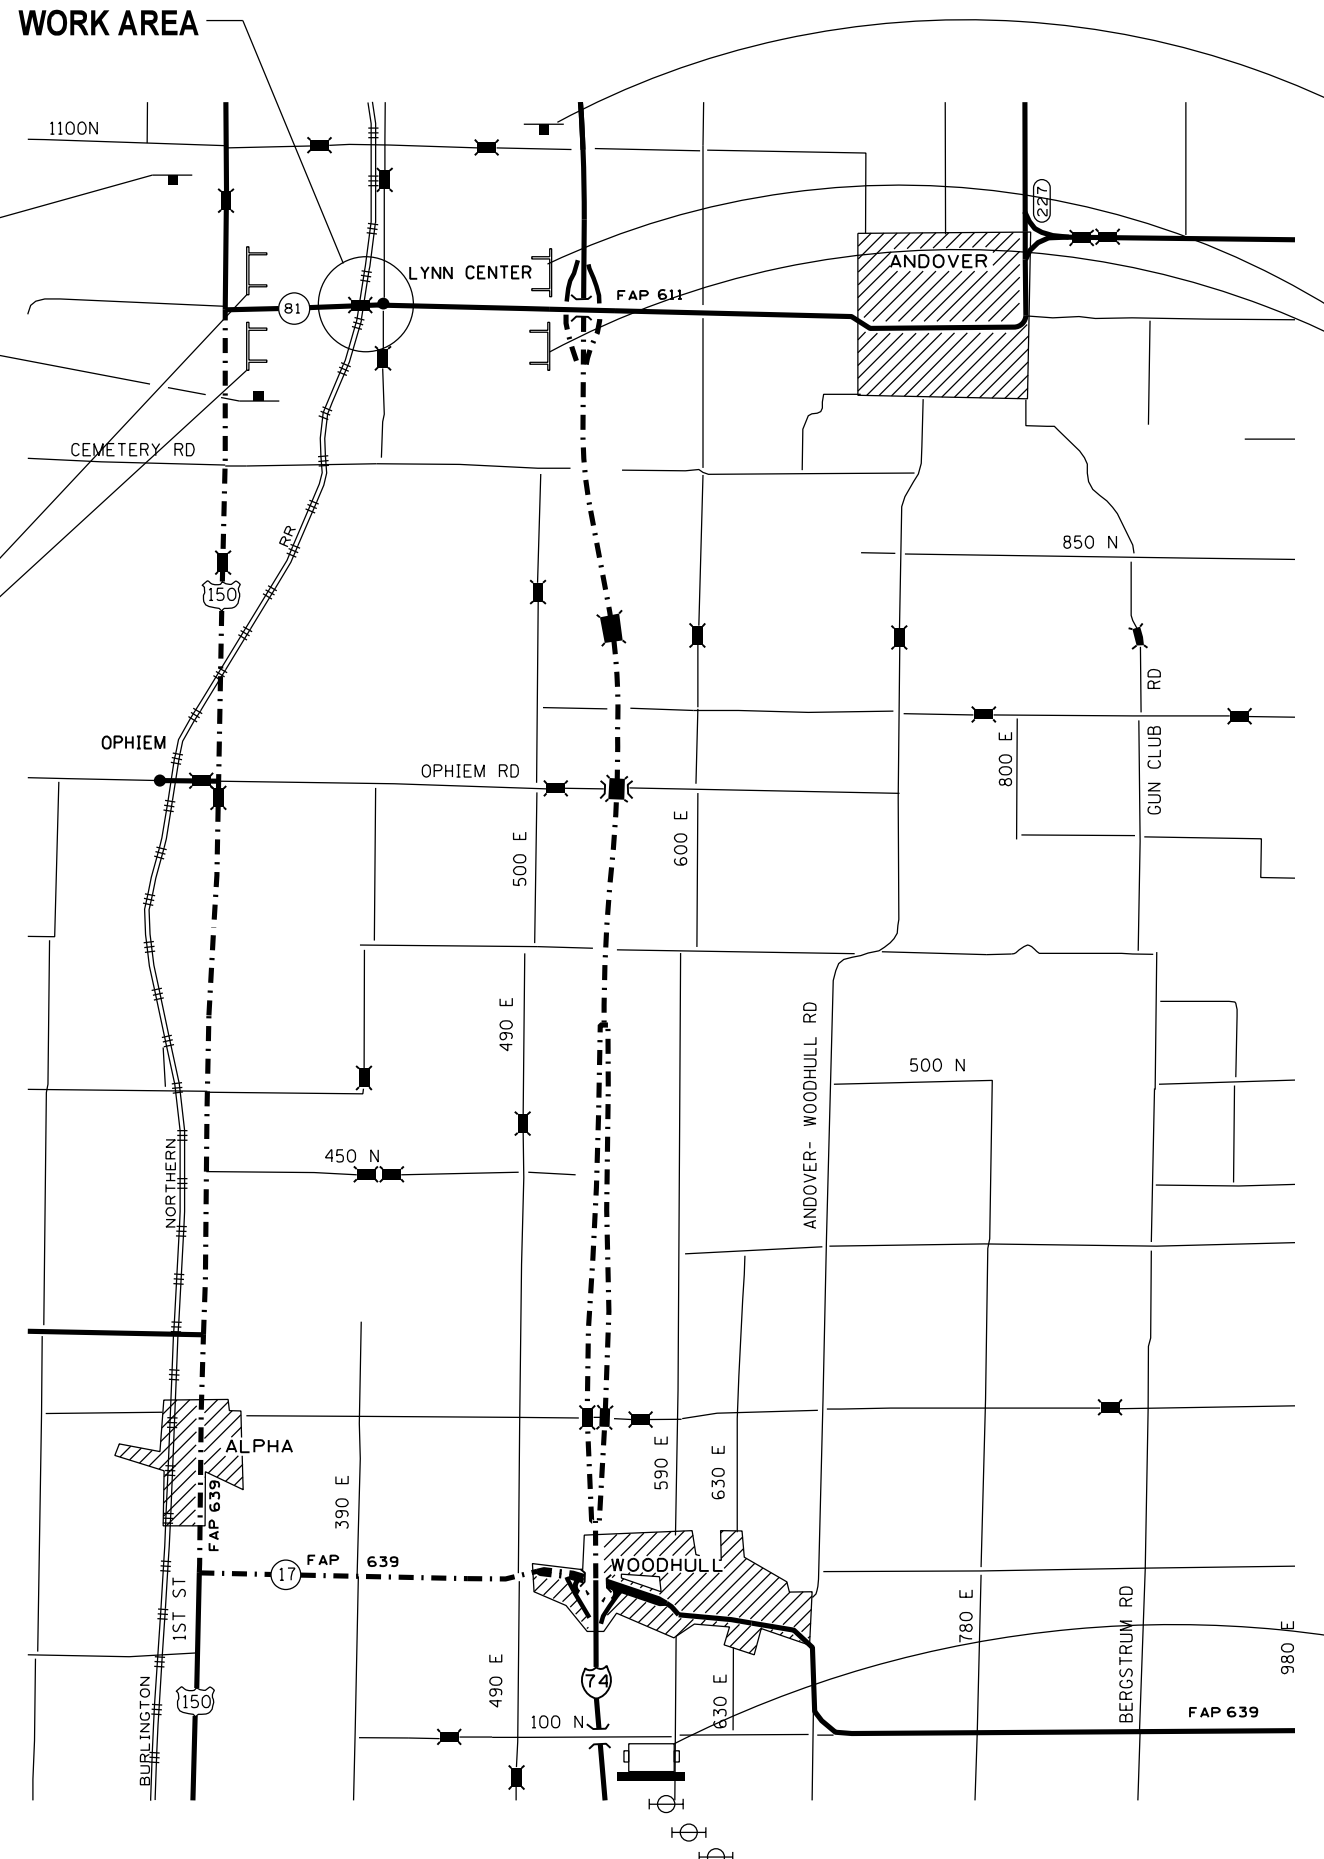 WORK AREA
1100N
227
ANDOVER
LYNN CENTER
FAP 611
81
CEMETERY RD
RR
850 N
150
OPHIEM
OPHIEM RD
800 E
GUN CLUB RD
500 E
600 E
490 E
ANDOVER- WOODHULL RD
500 N
450 N
NORTHERN
ALPHA
FAP 639
390 E
590 E
630 E
17
FAP 639
WOODHULL
1ST ST
780 E
BERGSTRUM RD
980 E
490 E
74
630 E
150
BURLINGTON
100 N
FAP 639